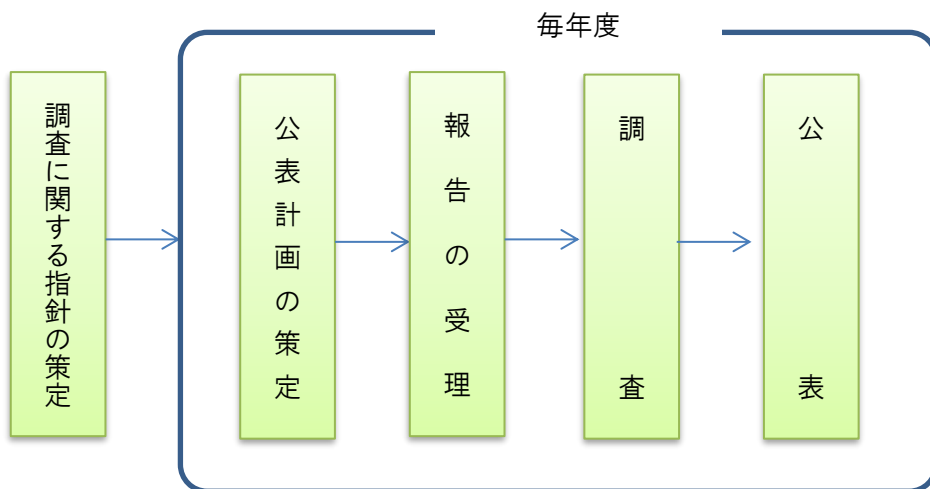 毎年度
調査に関する指針の策定
公表計画の策定
報告の受理
調査
公表